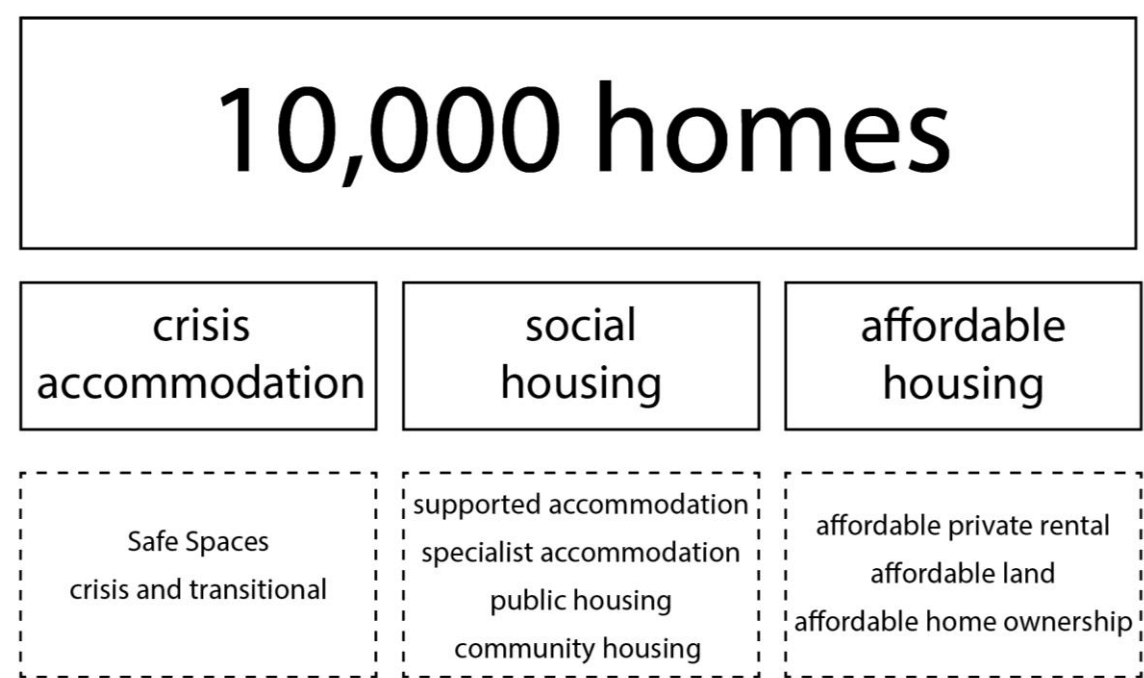 10,000 homes
crisis
accommodation
social
housing
affordable
housing
Safe Spaces
crisis and transitional
supported accommodation
specialist accommodation
public housing
community housing
affordable private rental
affordable land
affordable home ownership